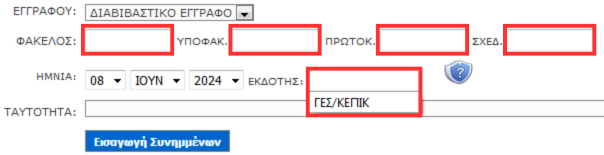 ΕΓΓΡΑΦΟΥ: ΔΙΑΒΙΒΑΣΤΙΚΟ ΕΓΓΡΑΦΟ
ΦΑΚΕΛΟΣ: ΥΠΟΦΑΚ. ΠΡΩΤΟΚ. ΣΧΕΔ.
ΗΜΝΙΑ: 08 ΙΟΥΝ 2024 ΕΚΔΟΤΗΣ: ?
ΓΕΣ/ΚΕΠΙΚ
ΤΑΥΤΟΤΗΤΑ:
Εισαγωγή Συνημμένων